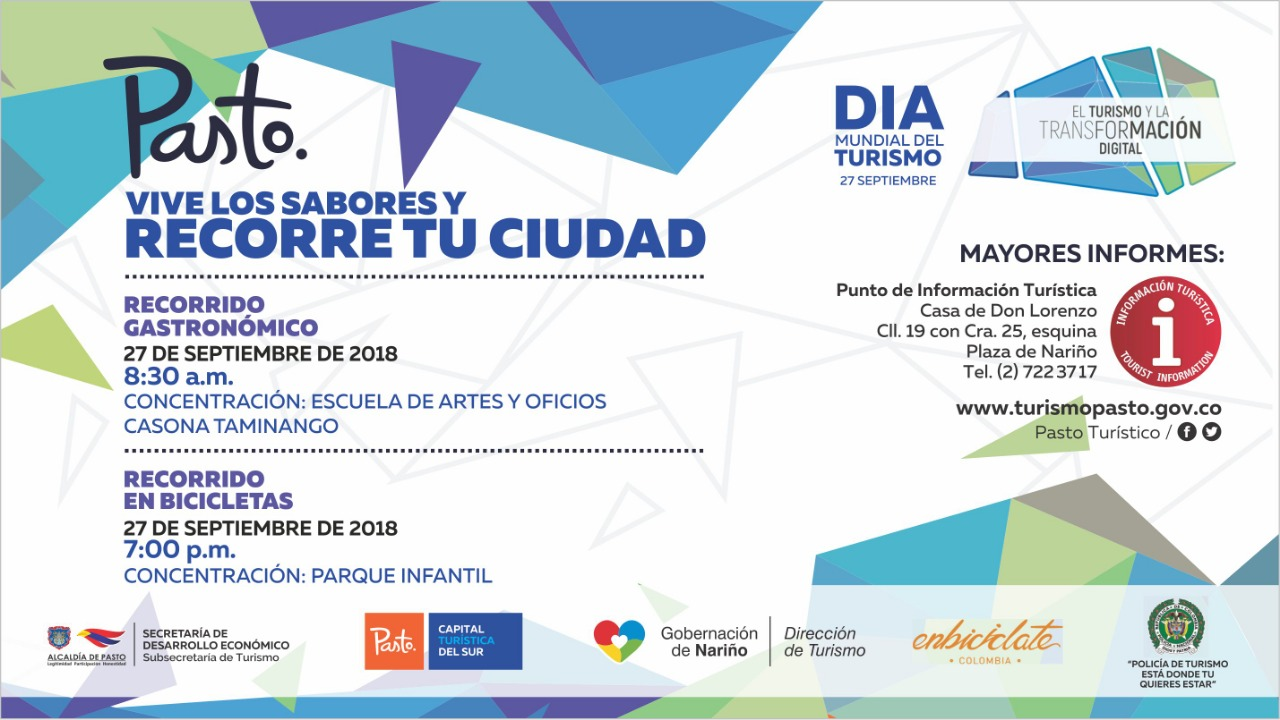 Pasto.
VIVE LOS SABORES Y
RECORRE TU CIUDAD
RECORRIDO
GASTRONÓMICO
27 DE SEPTIEMBRE DE 2018
8:30 a.m.
CONCENTRACIÓN: ESCUELA DE ARTES Y OFICIOS
CASONA TAMINANGO
RECORRIDO
EN BICICLETAS
27 DE SEPTIEMBRE DE 2018
7:00 p.m.
CONCENTRACIÓN: PARQUE INFANTIL
DIA
MUNDIAL DEL
TURISMO
27 SEPTIEMBRE
EL TURISMO Y LA
TRANSFORMACIÓN
DIGITAL
MAYORES INFORMES:
Punto de Información Turística
Casa de Don Lorenzo
Cll. 19 con Cra. 25, esquina
Plaza de Nariño
Tel. (2) 722 3717
INFORMACIÓN TURÍSTICA
i
TOURIST INFORMATION
www.turismopasto.gov.co
Pasto Turístico /
ALCALDÍA DE PASTO
Legitimidad Participación Honestidad
SECRETARÍA DE
DESARROLLO ECONÓMICO
Subsecretaría de Turismo
Pasto.
CAPITAL
TURÍSTICA
DEL SUR
Gobernación
de Nariño
Dirección
de Turismo
enbiciclate
• COLOMBIA •
"POLICÍA DE TURISMO
ESTÁ DONDE TU
QUIERES ESTAR"